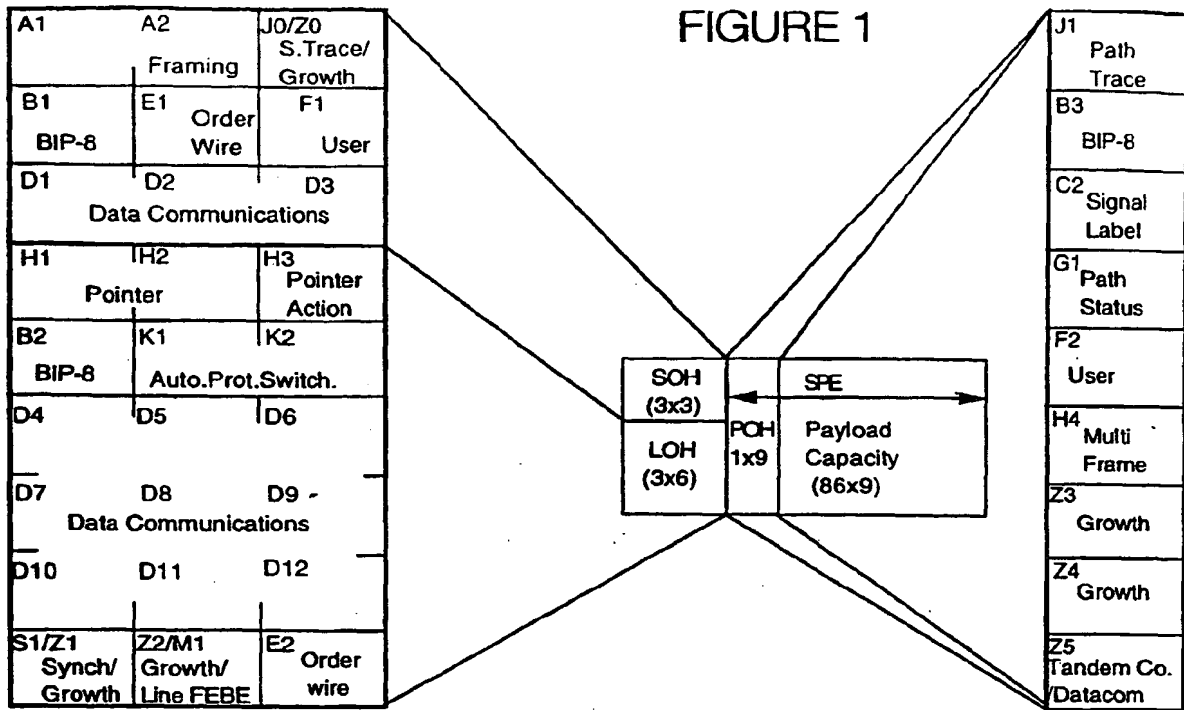 FIGURE 1
A1 A2 J0/Z0
S.Trace/
Framing Growth
B1 E1 F1
Order
BIP-8 Wire User
D1 D2 D3
Data Communications
H1 H2 H3
Pointer Pointer
Action
B2 K1 K2
BIP-8 Auto.Prot.Switch.
D4 D5 D6
D7 D8 D9
Data Communications
D10 D11 D12
S1/Z1 Z2/M1 E2
Synch/ Growth/ Order
Growth Line FEBE wire
SOH
(3x3)
LOH
(3x6)
POH
1x9
SPE
Payload
Capacity
(86x9)
J1
Path
Trace
B3
BIP-8
C2
Signal
Label
G1
Path
Status
F2
User
H4
Multi
Frame
Z3
Growth
Z4
Growth
Z5
Tandem Co.
/Datacom